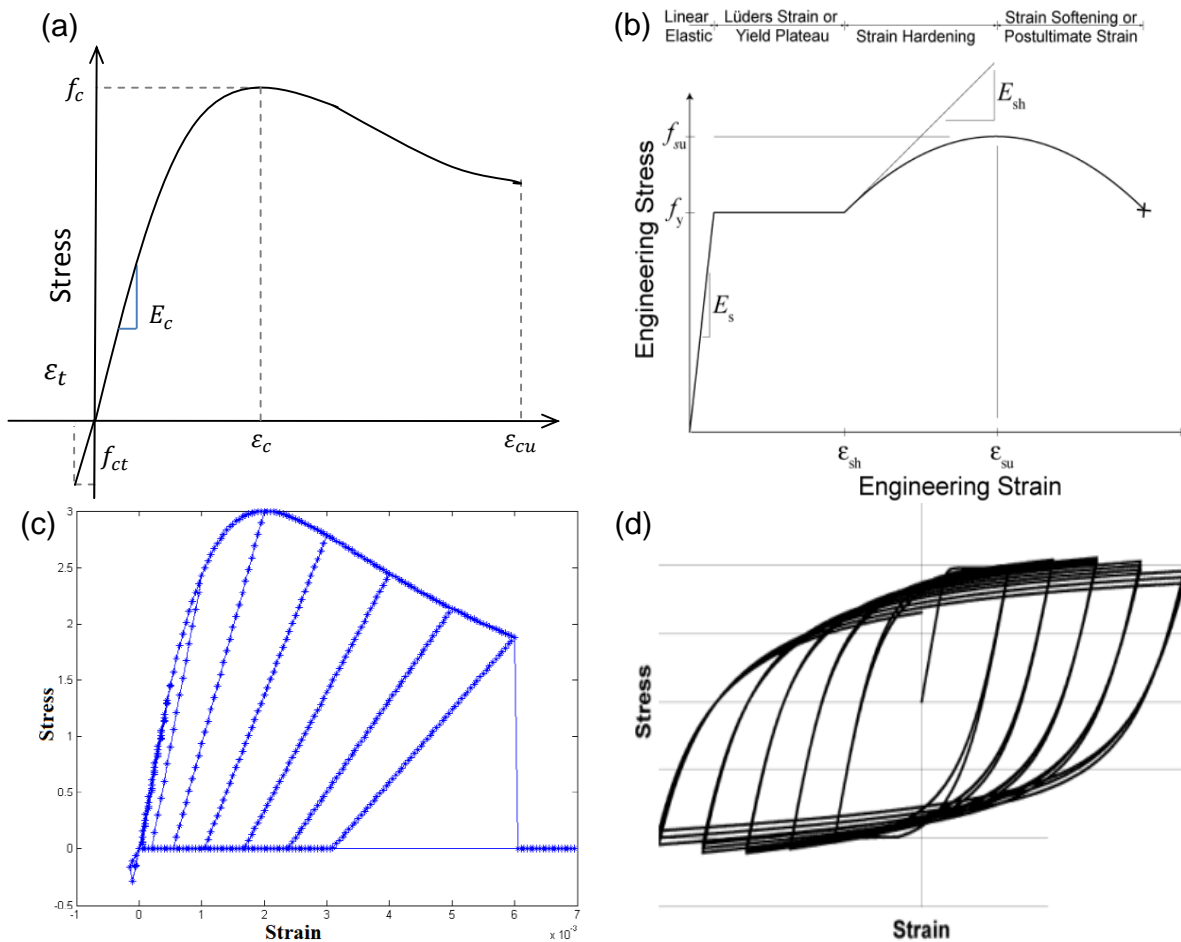 (a)
f_c
Stress
E_c
ε_t
f_ct
ε_c
ε_cu
(b)
Linear Elastic
Lüders Strain or Yield Plateau
Strain Hardening
Strain Softening or Postultimate Strain
E_sh
f_su
f_y
E_s
Engineering Stress
ε_sh
ε_su
Engineering Strain
(c)
3
2.5
2
1.5
1
0.5
0
-0.5
Stress
-1
0
1
2
3
4
5
6
7
Strain
x 10^-3
(d)
Stress
Strain